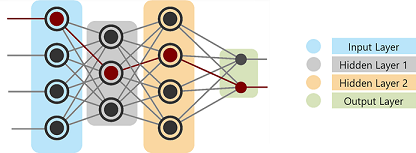 Input Layer
Hidden Layer 1
Hidden Layer 2
Output Layer